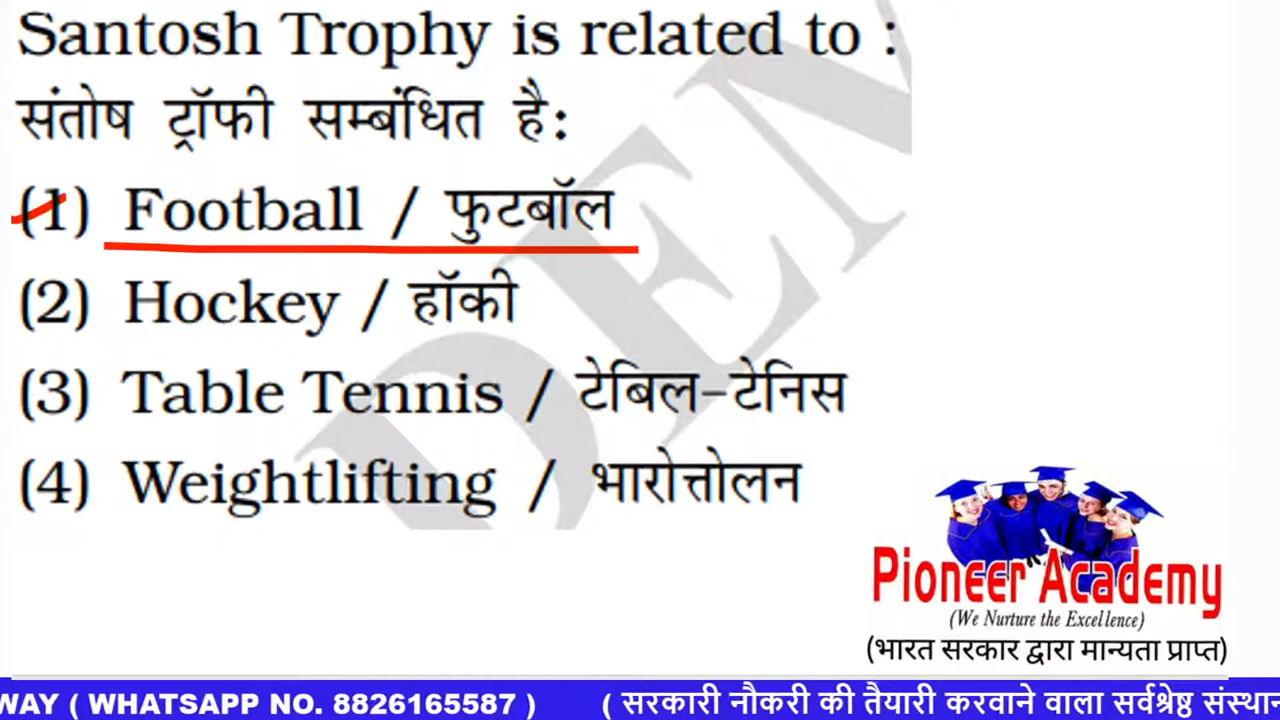 Santosh Trophy is related to :
संतोष ट्रॉफी सम्बंधित है:
(1) Football / फुटबॉल
(2) Hockey / हॉकी
(3) Table Tennis / टेबिल-टेनिस
(4) Weightlifting / भारोत्तोलन
DEM
Pioneer Academy
(We Nurture the Excellence)
(भारत सरकार द्वारा मान्यता प्राप्त)
WAY ( WHATSAPP NO. 8826165587 ) ( सरकारी नौकरी की तैयारी करवाने वाला सर्वश्रेष्ठ संस्थान